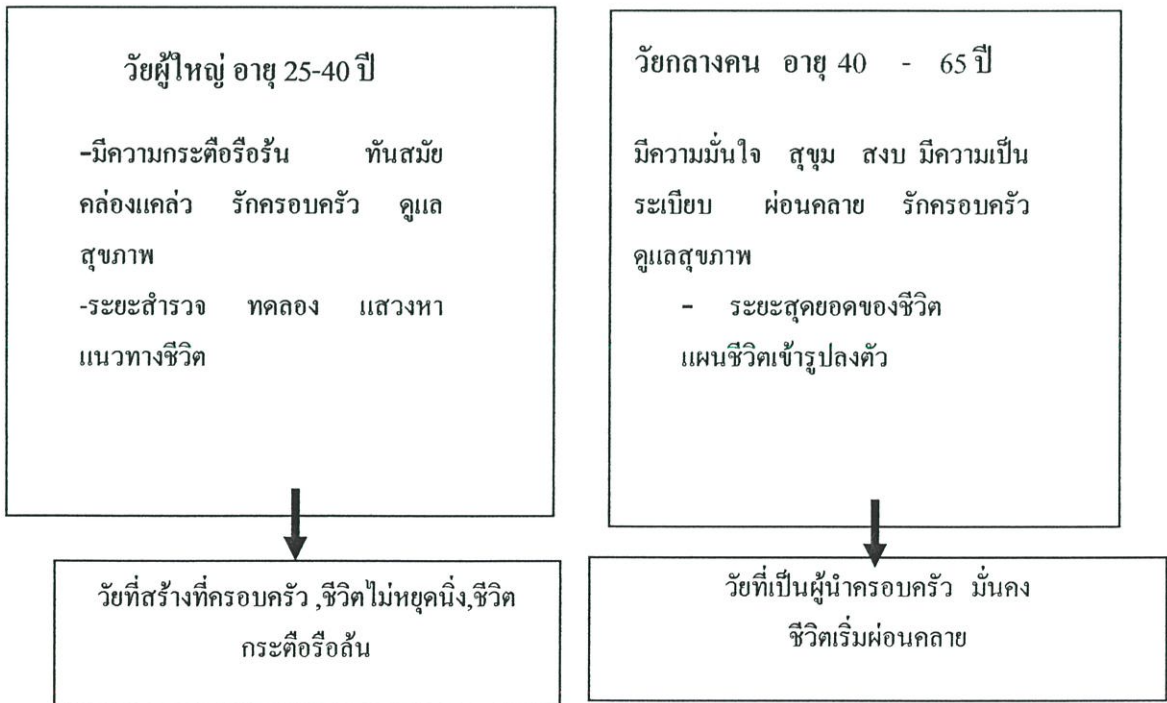 วัยผู้ใหญ่ อายุ 25-40 ปี
-มีความกระตือรือร้น ทันสมัย
คล่องแคล่ว รักครอบครัว ดูแล
สุขภาพ
-ระยะสำรวจ ทดลอง แสวงหา
แนวทางชีวิต
วัยที่สร้างที่ครอบครัว ,ชีวิตไม่หยุดนิ่ง,ชีวิต
กระตือรือล้น
วัยกลางคน อายุ 40 - 65 ปี
มีความมั่นใจ สุขุม สงบ มีความเป็น
ระเบียบ ผ่อนคลาย รักครอบครัว
ดูแลสุขภาพ
- ระยะสุดยอดของชีวิต
แผนชีวิตเข้ารูปลงตัว
วัยที่เป็นผู้นำครอบครัว มั่นคง
ชีวิตเริ่มผ่อนคลาย